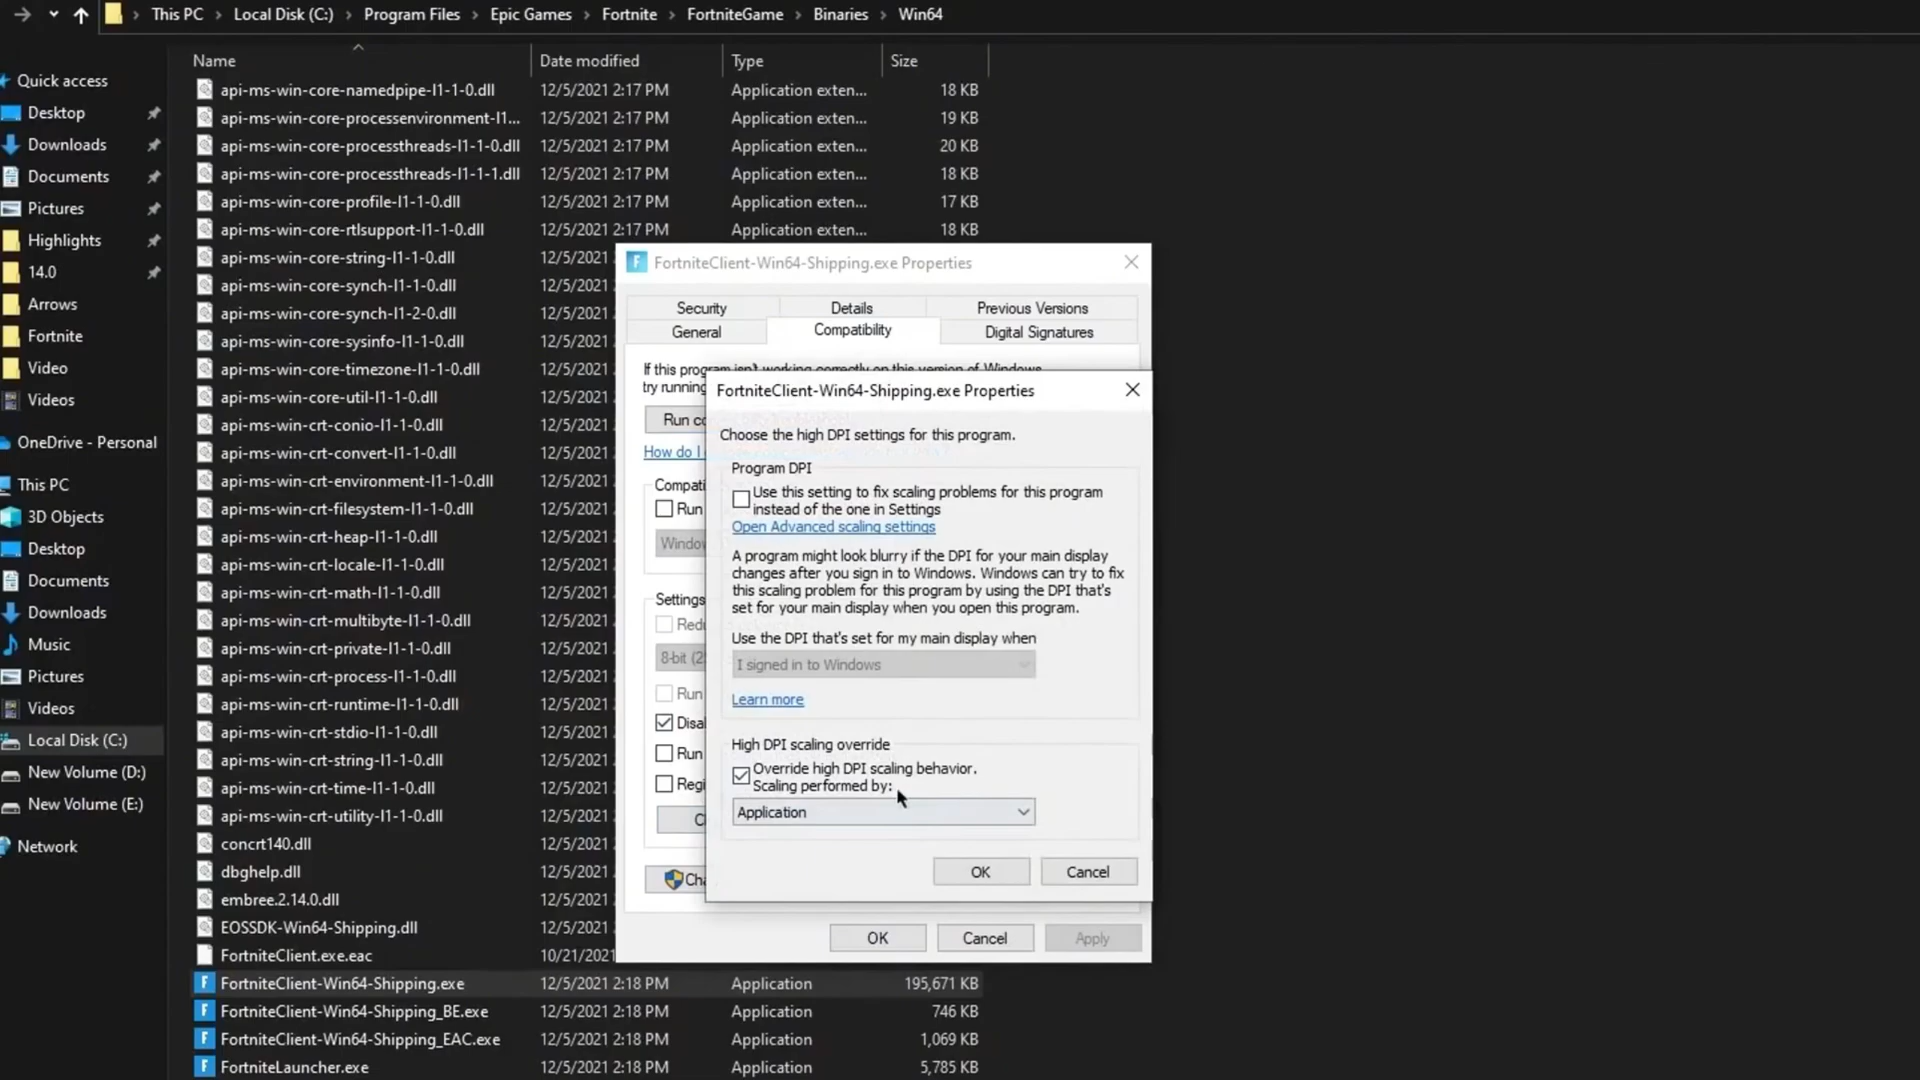 This PC > Local Disk (C:) > Program Files > Epic Games > Fortnite > FortniteGame > Binaries > Win64
Name Date modified Type Size
Quick access
Desktop
Downloads
Documents
Pictures
Highlights
14.0
Arrows
Fortnite
Video
Videos
OneDrive - Personal
This PC
3D Objects
Desktop
Documents
Downloads
Music
Pictures
Videos
Local Disk (C:)
New Volume (D:)
New Volume (E:)
Network
api-ms-win-core-namedpipe-l1-1-0.dll 12/5/2021 2:17 PM Application exten... 18 KB
api-ms-win-core-processenvironment-l1... 12/5/2021 2:17 PM Application exten... 19 KB
api-ms-win-core-processthreads-l1-1-0.dll 12/5/2021 2:17 PM Application exten... 20 KB
api-ms-win-core-processthreads-l1-1-1.dll 12/5/2021 2:17 PM Application exten... 18 KB
api-ms-win-core-profile-l1-1-0.dll 12/5/2021 2:17 PM Application exten... 17 KB
api-ms-win-core-rtlsupport-l1-1-0.dll 12/5/2021 2:17 PM Application exten... 18 KB
api-ms-win-core-string-l1-1-0.dll 12/5/2021
api-ms-win-core-synch-l1-1-0.dll 12/5/2021
api-ms-win-core-synch-l1-2-0.dll 12/5/2021
api-ms-win-core-sysinfo-l1-1-0.dll 12/5/2021
api-ms-win-core-timezone-l1-1-0.dll 12/5/2021
api-ms-win-core-util-l1-1-0.dll 12/5/2021
api-ms-win-crt-conio-l1-1-0.dll 12/5/2021
api-ms-win-crt-convert-l1-1-0.dll 12/5/2021
api-ms-win-crt-environment-l1-1-0.dll 12/5/2021
api-ms-win-crt-filesystem-l1-1-0.dll 12/5/2021
api-ms-win-crt-heap-l1-1-0.dll 12/5/2021
api-ms-win-crt-locale-l1-1-0.dll 12/5/2021
api-ms-win-crt-math-l1-1-0.dll 12/5/2021
api-ms-win-crt-multibyte-l1-1-0.dll 12/5/2021
api-ms-win-crt-private-l1-1-0.dll 12/5/2021
api-ms-win-crt-process-l1-1-0.dll 12/5/2021
api-ms-win-crt-runtime-l1-1-0.dll 12/5/2021
api-ms-win-crt-stdio-l1-1-0.dll 12/5/2021
api-ms-win-crt-string-l1-1-0.dll 12/5/2021
api-ms-win-crt-time-l1-1-0.dll 12/5/2021
api-ms-win-crt-utility-l1-1-0.dll 12/5/2021
concrt140.dll 12/5/2021
dbghelp.dll 12/5/2021
embree.2.14.0.dll 12/5/2021
EOSSDK-Win64-Shipping.dll 12/5/2021
FortniteClient.exe.eac 10/21/2021
FortniteClient-Win64-Shipping.exe 12/5/2021 2:18 PM Application 195,671 KB
FortniteClient-Win64-Shipping_BE.exe 12/5/2021 2:18 PM Application 746 KB
FortniteClient-Win64-Shipping_EAC.exe 12/5/2021 2:18 PM Application 1,069 KB
FortniteLauncher.exe 12/5/2021 2:18 PM Application 5,785 KB
FortniteClient-Win64-Shipping.exe Properties
Security Details Previous Versions
General Compatibility Digital Signatures
If this program isn't working correctly on this version of Windows,
try running
Run co
How do I
Compati
Run
Window
Settings
Redu
8-bit (2
Run
Disal
Run
Regi
C
Cha
OK Cancel Apply
FortniteClient-Win64-Shipping.exe Properties
Choose the high DPI settings for this program.
Program DPI
Use this setting to fix scaling problems for this program
instead of the one in Settings
Open Advanced scaling settings
A program might look blurry if the DPI for your main display
changes after you sign in to Windows. Windows can try to fix
this scaling problem for this program by using the DPI that's
set for your main display when you open this program.
Use the DPI that's set for my main display when
I signed in to Windows
Learn more
High DPI scaling override
Override high DPI scaling behavior.
Scaling performed by:
Application
OK Cancel